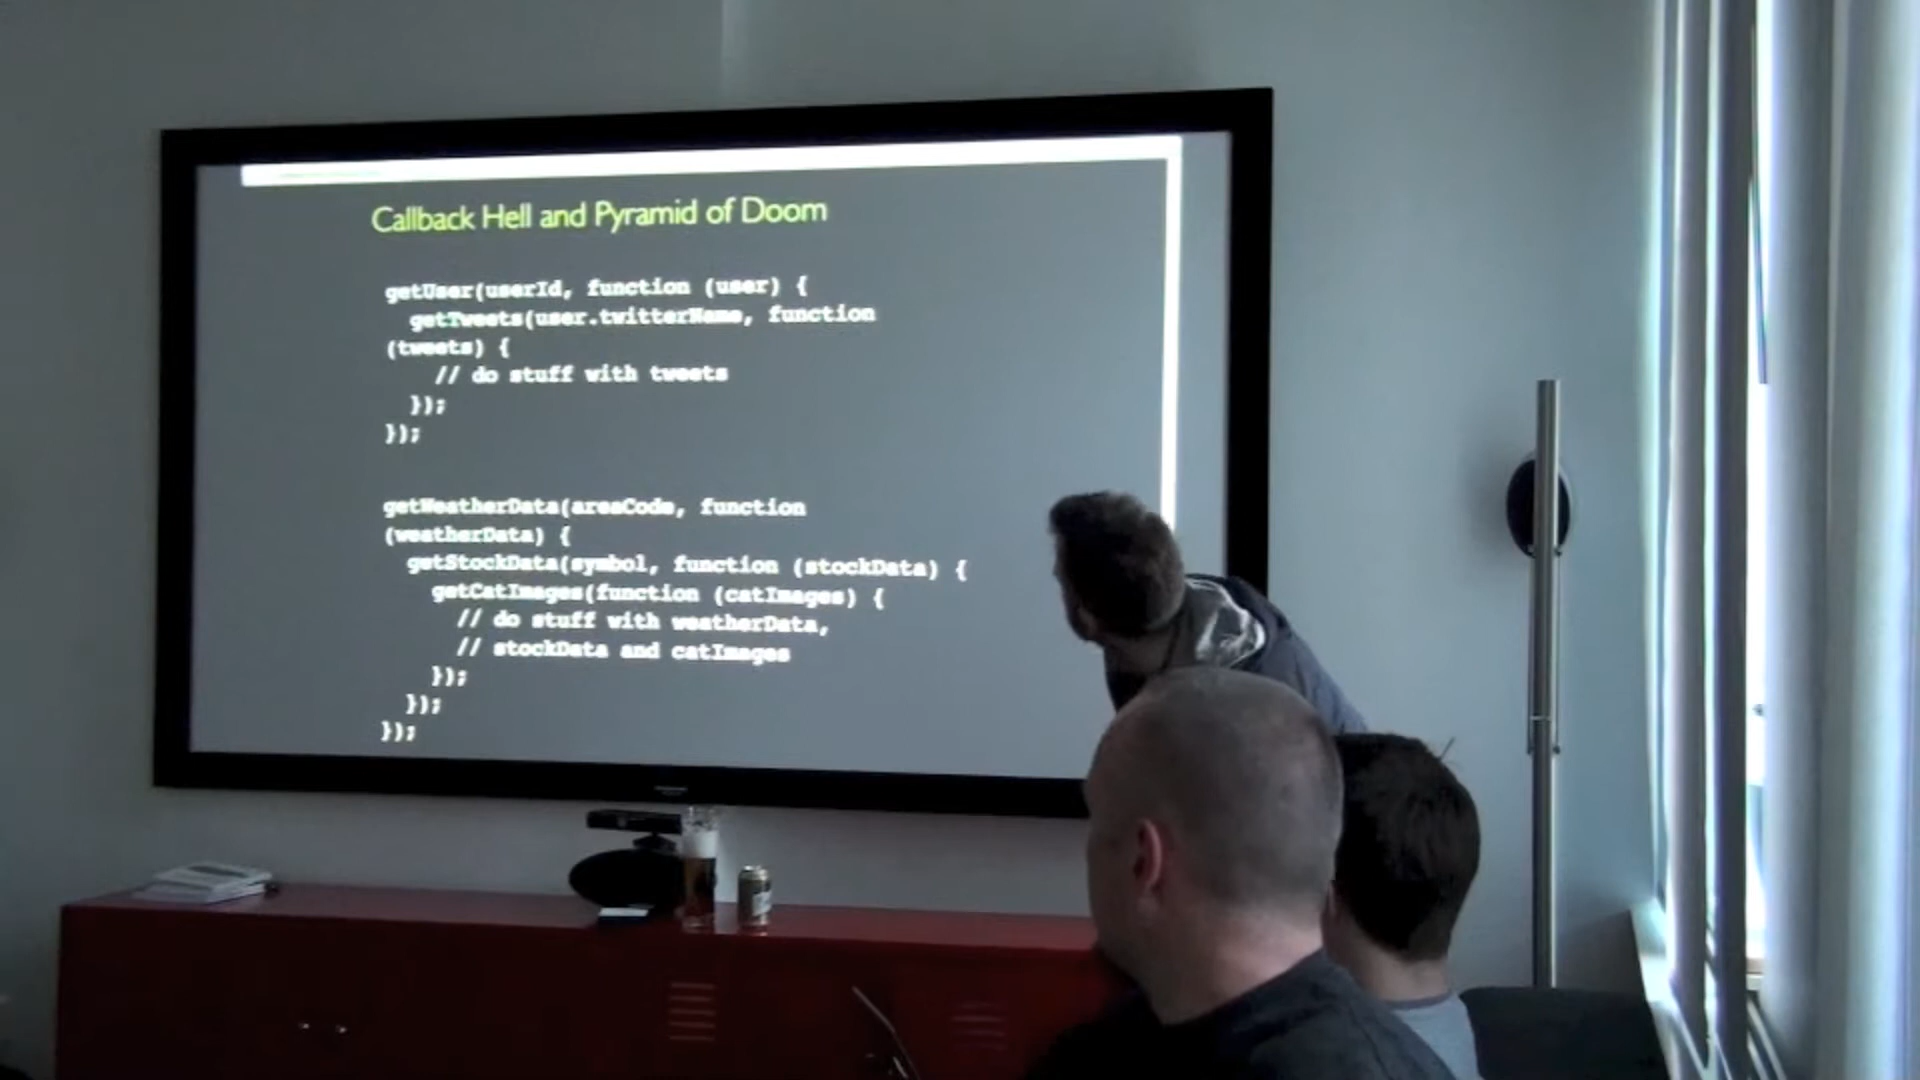 Callback Hell and Pyramid of Doom
getUser(userId, function (user) {
getTweets(user.twitterName, function
(tweets) {
// do stuff with tweets
});
});
getWeatherData(areaCode, function
(weatherData) {
getStockData(symbol, function (stockData) {
getCatImages(function (catImages) {
// do stuff with weatherData,
// stockData and catImages
});
});
});